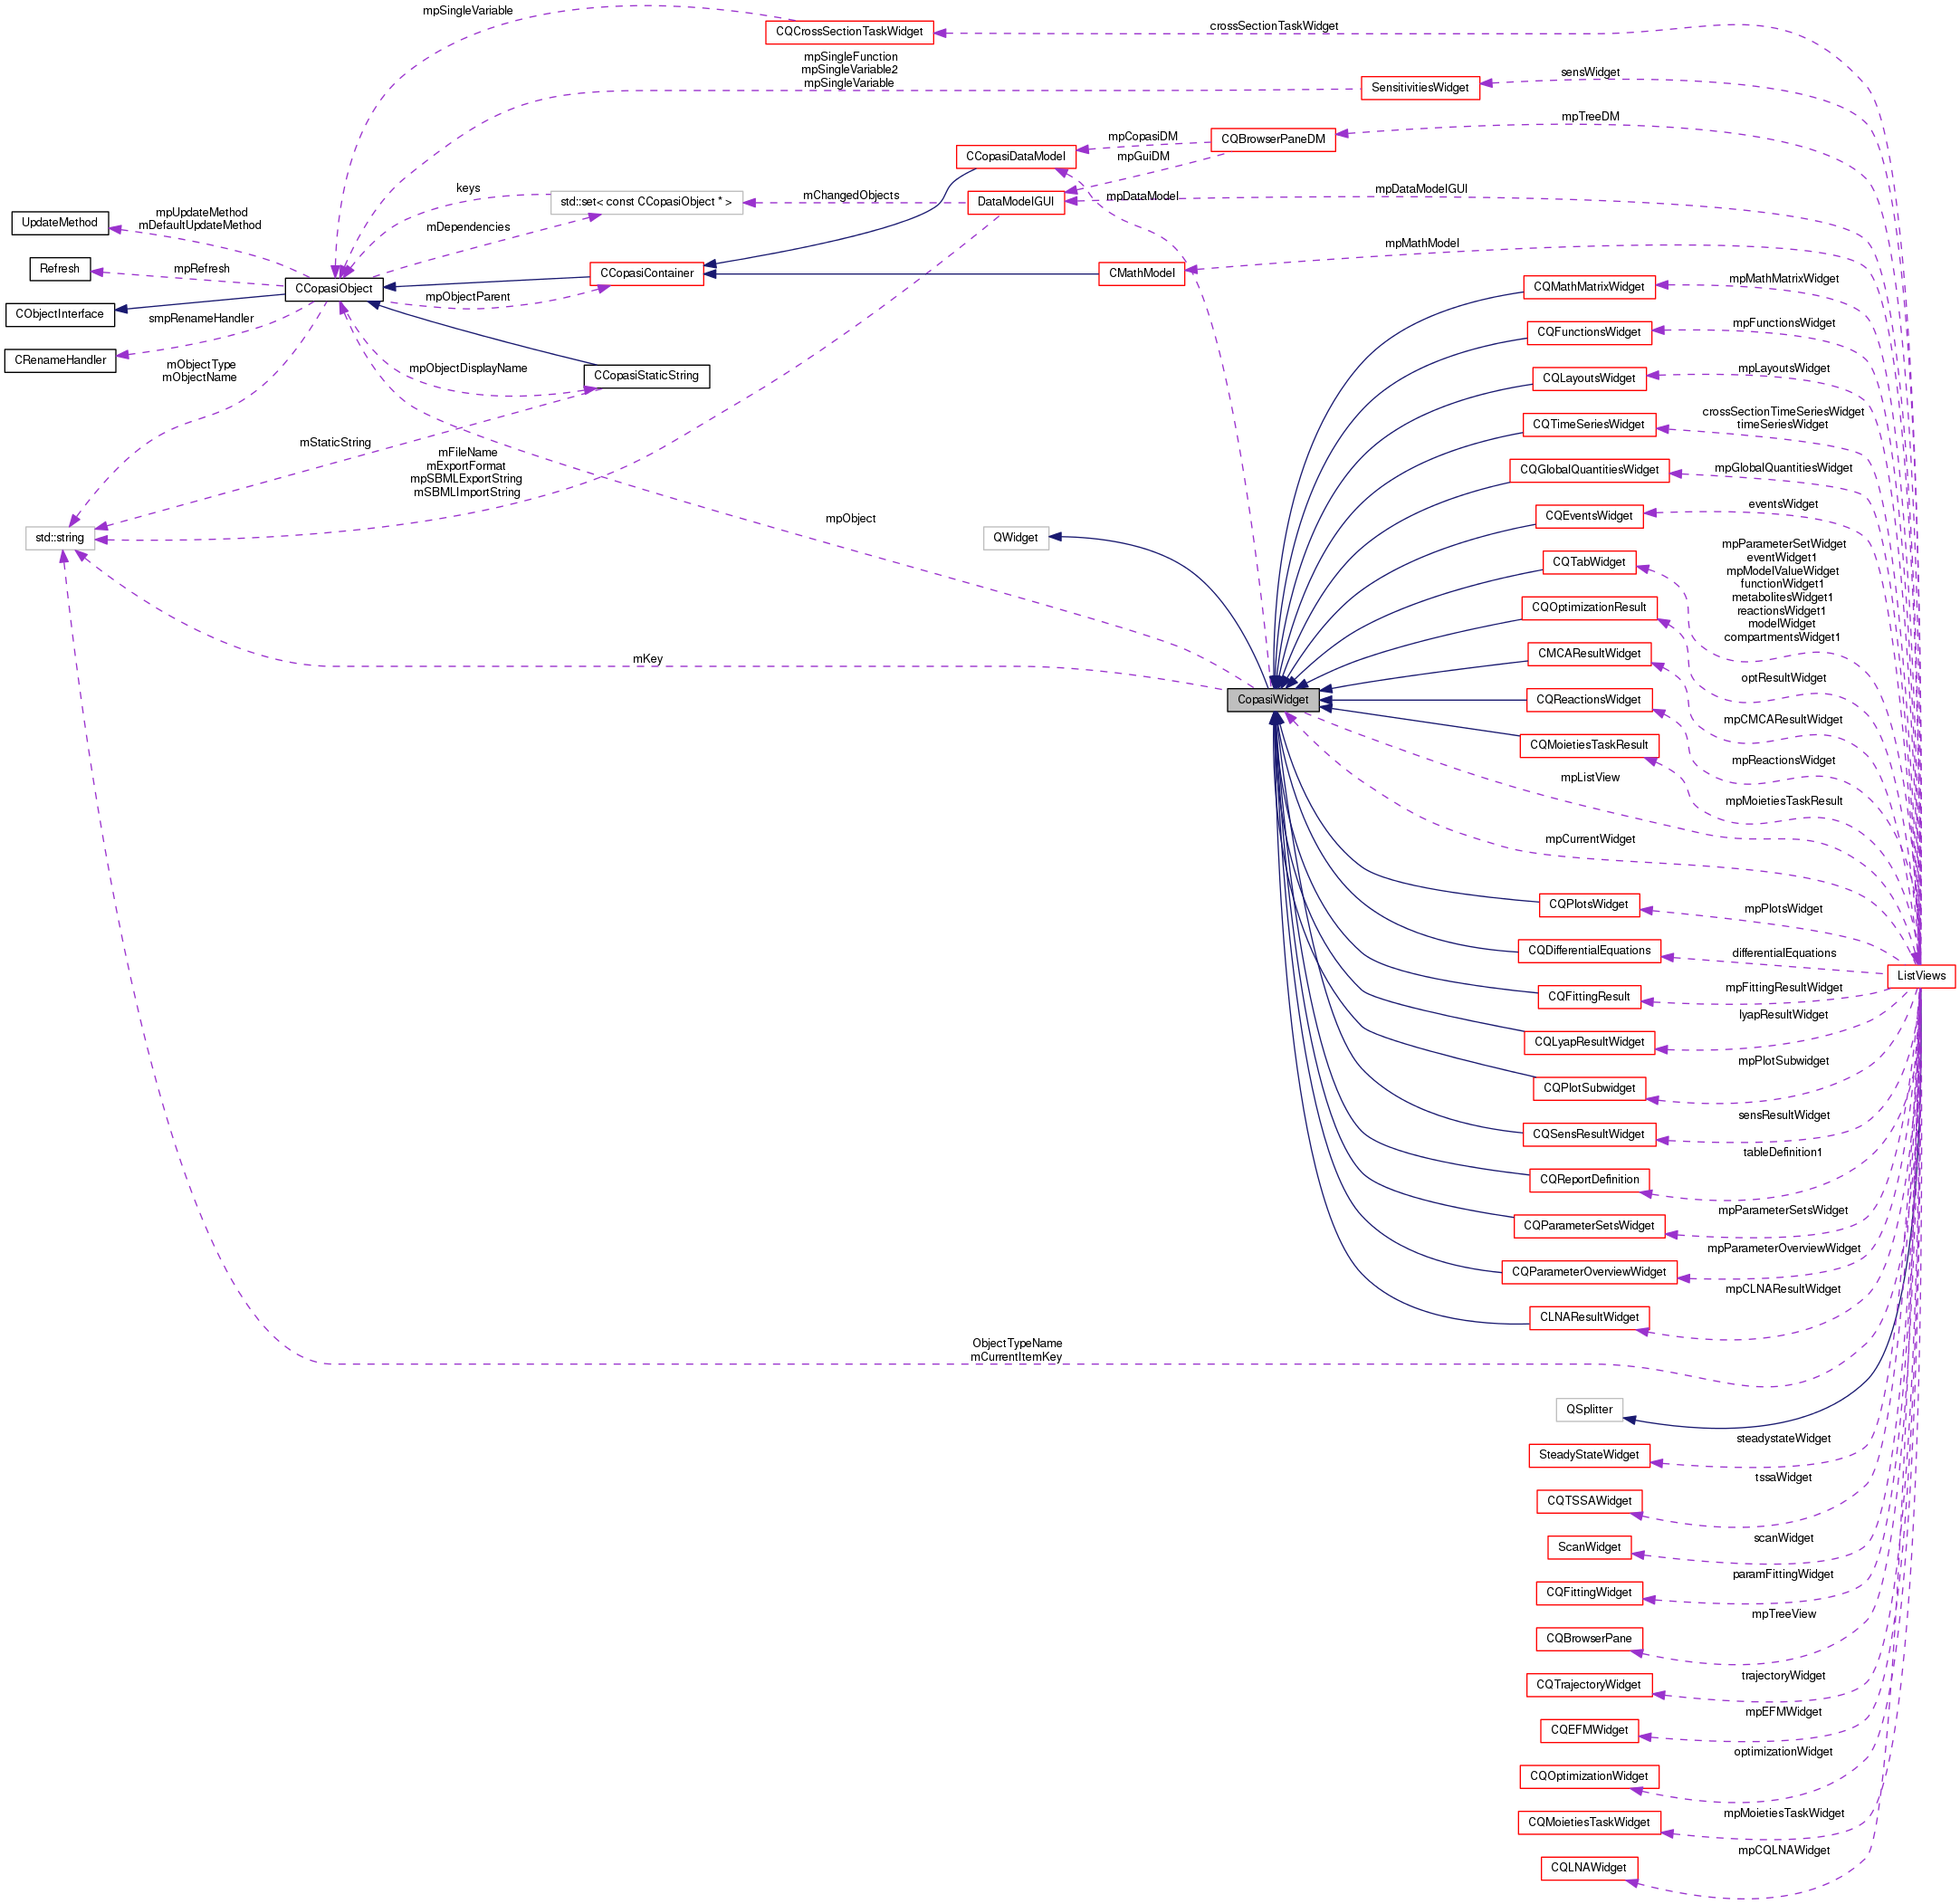 mpSingleVariable
CQCrossSectionTaskWidget
crossSectionTaskWidget
mpSingleFunction
mpSingleVariable2
mpSingleVariable
SensitivitiesWidget
sensWidget
mpTreeDM
CQBrowserPaneDM
mpCopasiDM
mpGuiDM
CCopasiDataModel
keys
std::set< const CCopasiObject * >
mChangedObjects
DataModelGUI
mpDataModel
mpDataModelGUI
UpdateMethod
mpUpdateMethod
mDefaultUpdateMethod
mDependencies
mpMathModel
Refresh
mpRefresh
CCopasiContainer
CMathModel
CCopasiObject
mpObjectParent
CObjectInterface
smpRenameHandler
CRenameHandler
mObjectType
mObjectName
mpObjectDisplayName
CCopasiStaticString
mStaticString
mFileName
mExportFormat
mpSBMLExportString
mSBMLImportString
std::string
mpObject
QWidget
mKey
CopasiWidget
CQMathMatrixWidget
mpMathMatrixWidget
CQFunctionsWidget
mpFunctionsWidget
CQLayoutsWidget
mpLayoutsWidget
CQTimeSeriesWidget
crossSectionTimeSeriesWidget
timeSeriesWidget
CQGlobalQuantitiesWidget
mpGlobalQuantitiesWidget
CQEventsWidget
eventsWidget
CQTabWidget
mpParameterSetWidget
eventWidget1
mpModelValueWidget
functionWidget1
metabolitesWidget1
reactionsWidget1
modelWidget
compartmentsWidget1
CQOptimizationResult
optResultWidget
CMCAResultWidget
mpCMCAResultWidget
CQReactionsWidget
mpReactionsWidget
CQMoietiesTaskResult
mpMoietiesTaskResult
mpListView
mpCurrentWidget
CQPlotsWidget
mpPlotsWidget
CQDifferentialEquations
differentialEquations
ListViews
CQFittingResult
mpFittingResultWidget
CQLyapResultWidget
lyapResultWidget
CQPlotSubwidget
mpPlotSubwidget
CQSensResultWidget
sensResultWidget
CQReportDefinition
tableDefinition1
CQParameterSetsWidget
mpParameterSetsWidget
CQParameterOverviewWidget
mpParameterOverviewWidget
CLNAResultWidget
mpCLNAResultWidget
ObjectTypeName
mCurrentItemKey
QSplitter
SteadyStateWidget
steadystateWidget
CQTSSAWidget
tssaWidget
ScanWidget
scanWidget
CQFittingWidget
paramFittingWidget
CQBrowserPane
mpTreeView
CQTrajectoryWidget
trajectoryWidget
CQEFMWidget
mpEFMWidget
CQOptimizationWidget
optimizationWidget
CQMoietiesTaskWidget
mpMoietiesTaskWidget
CQLNAWidget
mpCQLNAWidget